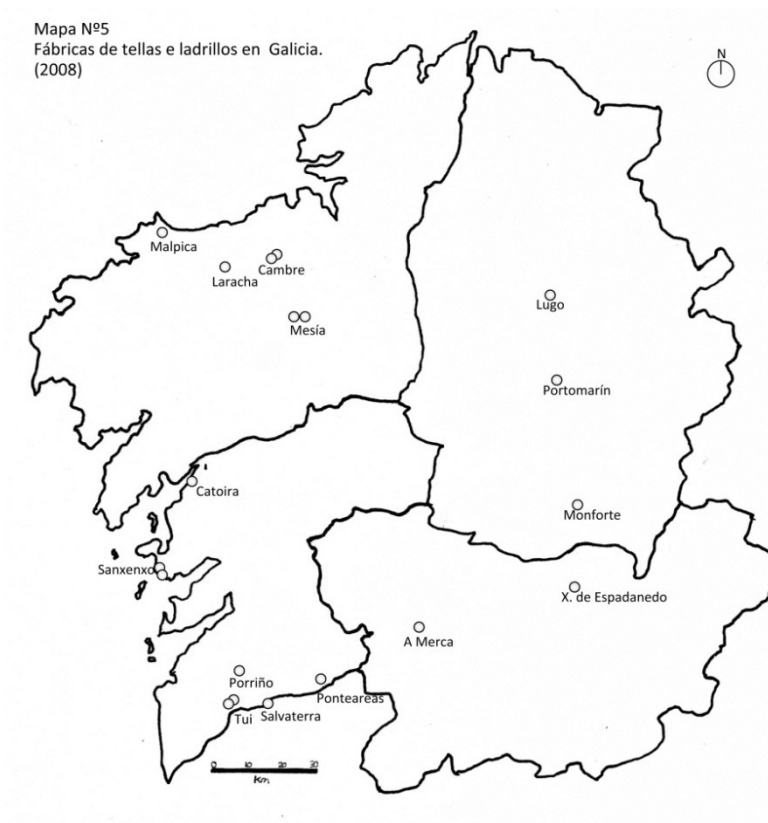 Mapa Nº5
Fábricas de tellas e ladrillos en Galicia.
(2008)
N
Malpica
Cambre
Laracha
Mesía
Lugo
Portomarín
Catoira
Monforte
Sanxenxo
X. de Espadanedo
A Merca
Porriño
Ponteareas
Tui
Salvaterra
0 10 20 30
Km